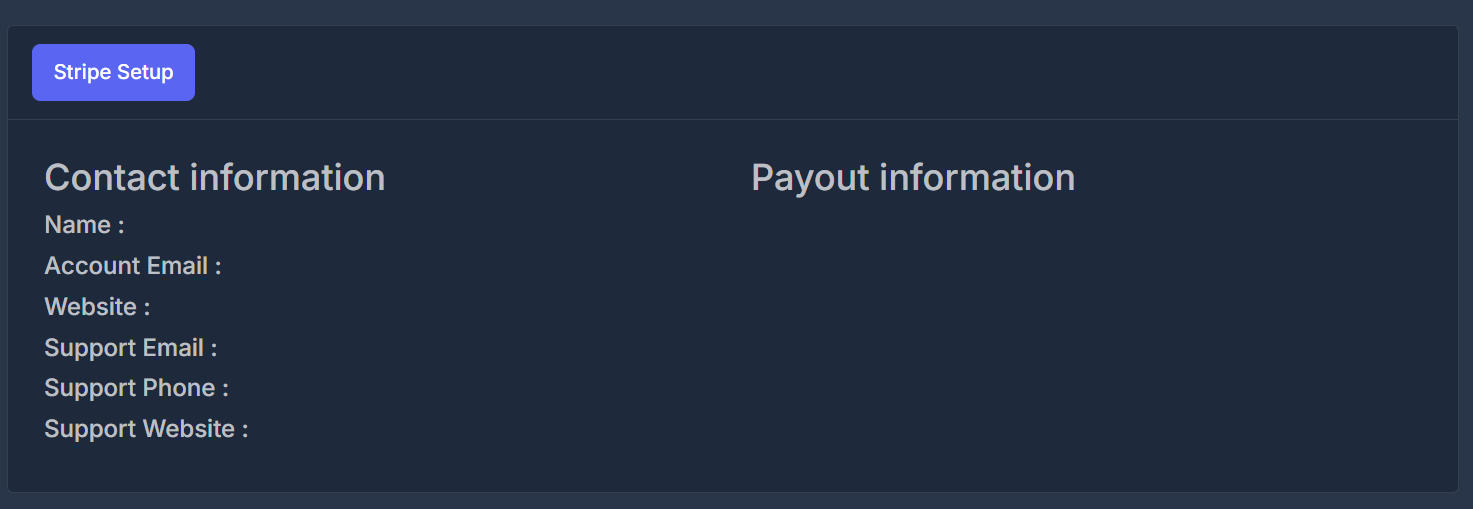 Stripe Setup
Contact information
Name :
Account Email :
Website :
Support Email :
Support Phone :
Support Website :
Payout information